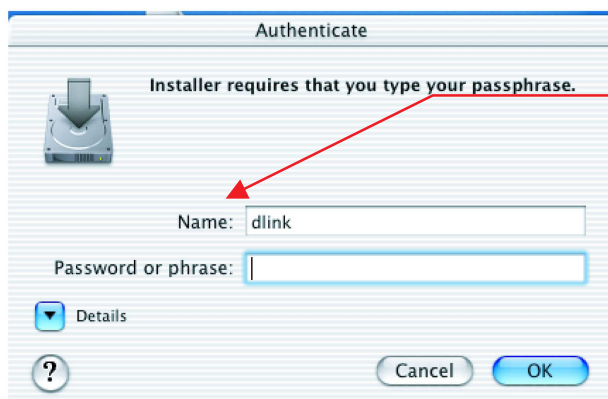 Authenticate
Installer requires that you type your passphrase.
Name: dlink
Password or phrase:
Details
?
Cancel OK